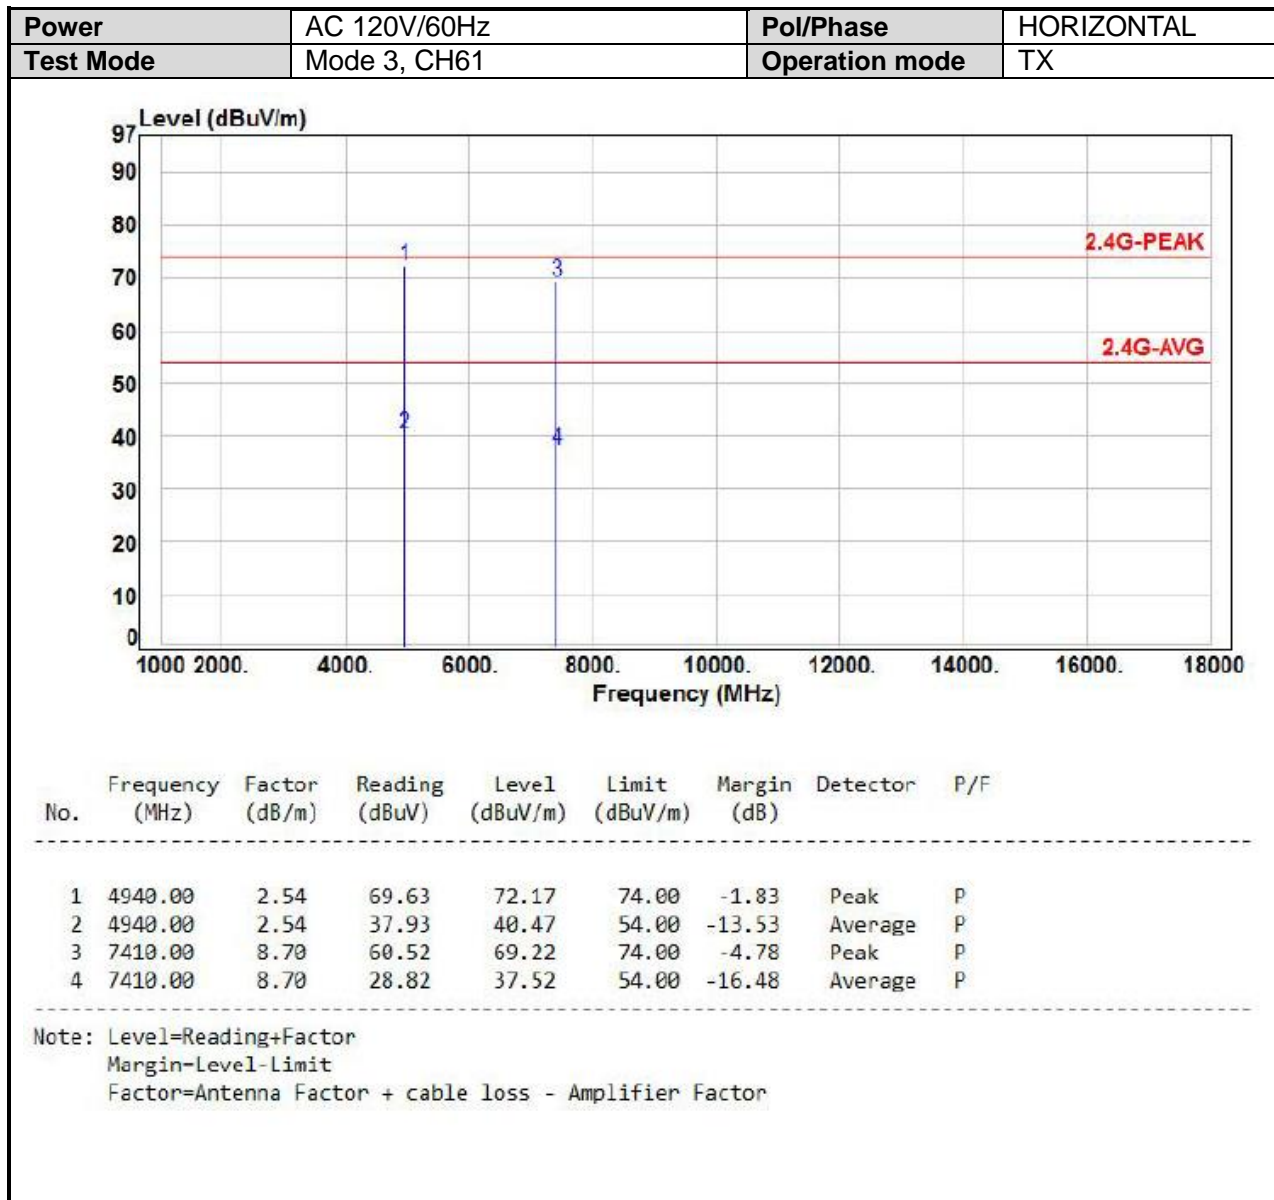 Power AC 120V/60Hz Pol/Phase HORIZONTAL
Test Mode Mode 3, CH61 Operation mode TX
Level (dBuV/m)
97
90
80
2.4G-PEAK
1
70
3
60
2.4G-AVG
50
2
40
4
30
20
10
0
1000 2000. 4000. 6000. 8000. 10000. 12000. 14000. 16000. 18000
Frequency (MHz)
Frequency Factor Reading Level Limit Margin Detector P/F
No. (MHz) (dB/m) (dBuV) (dBuV/m) (dBuV/m) (dB)
1 4940.00 2.54 69.63 72.17 74.00 -1.83 Peak P
2 4940.00 2.54 37.93 40.47 54.00 -13.53 Average P
3 7410.00 8.70 60.52 69.22 74.00 -4.78 Peak P
4 7410.00 8.70 28.82 37.52 54.00 -16.48 Average P
Note: Level=Reading+Factor
Margin=Level-Limit
Factor=Antenna Factor + cable loss - Amplifier Factor